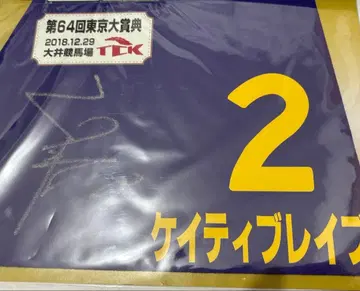 第64回東京大賞典
2018.12.29
大井競馬場 TCK
2
ケイティブレイブ